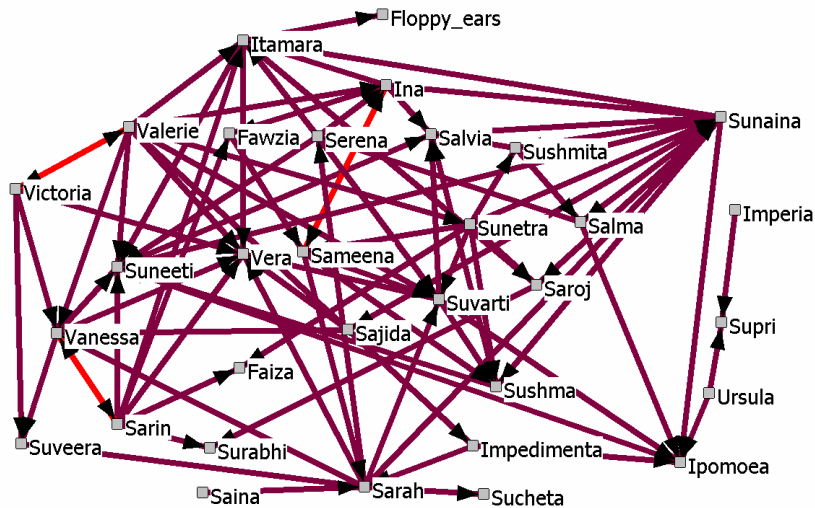 Floppy_ears
Itamara
Ina
Sunaina
Valerie
Fawzia
Serena
Salvia
Sushmita
Victoria
Imperia
Sunetra
Salma
Vera
Sameena
Suneeti
Saroj
Suvarti
Supri
Vanessa
Sajida
Faiza
Sushma
Ursula
Sarin
Suveera
Surabhi
Impedimenta
Ipomoea
Saina
Sarah
Sucheta